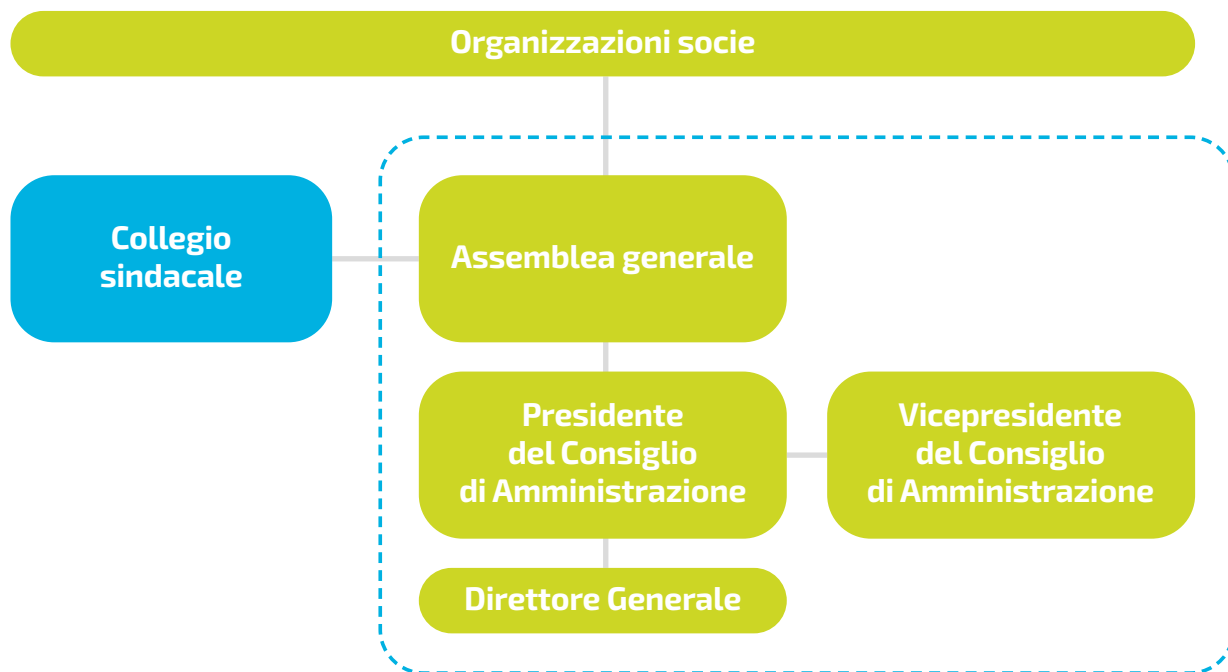 Organizzazioni socie
Collegio
sindacale
Assemblea generale
Presidente
del Consiglio
di Amministrazione
Vicepresidente
del Consiglio
di Amministrazione
Direttore Generale